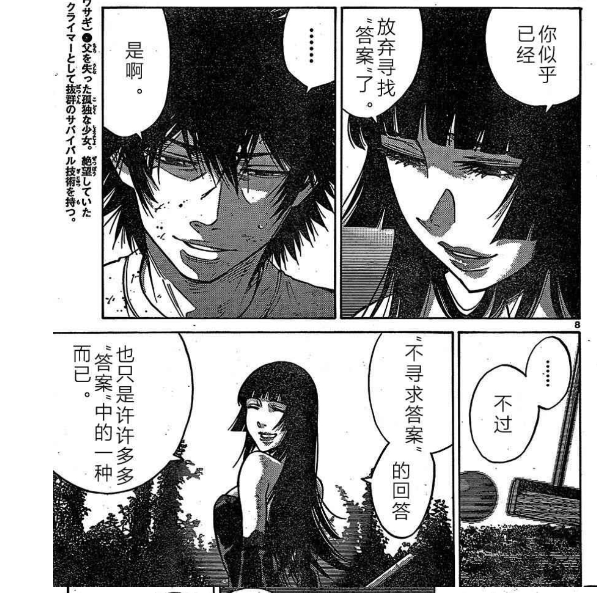 你似乎
已经
放弃寻找
“答案”了。
……
是啊。
ワサギ)●父を失った孤独な少女。絶望していた
クライマーとして抜群のサバイバル技術を持つ。
8
……
不过
“不寻求答案”
的回答
也只是许许多多
“答案”中的一种
而已。